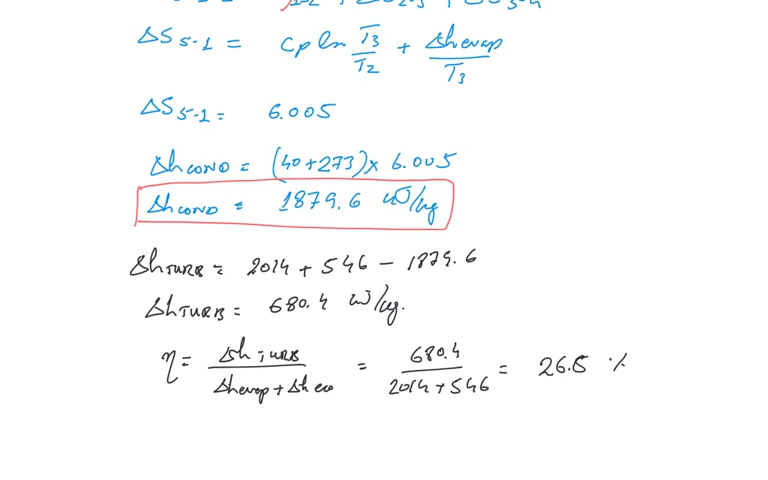 ΔS5-1 = Cp ln T3/T2 + Δhevap/T3
ΔS5-1 = 6.005
ΔhCOND = (40+273) x 6.005
ΔhCOND = 1879.6 kJ/kg
ΔhTURB = 2014 + 546 - 1879.6
ΔhTURB = 680.4 kJ/kg.
η = ΔhTURB/Δhevap + Δheco = 680.4/2014 + 546 = 26.5 %